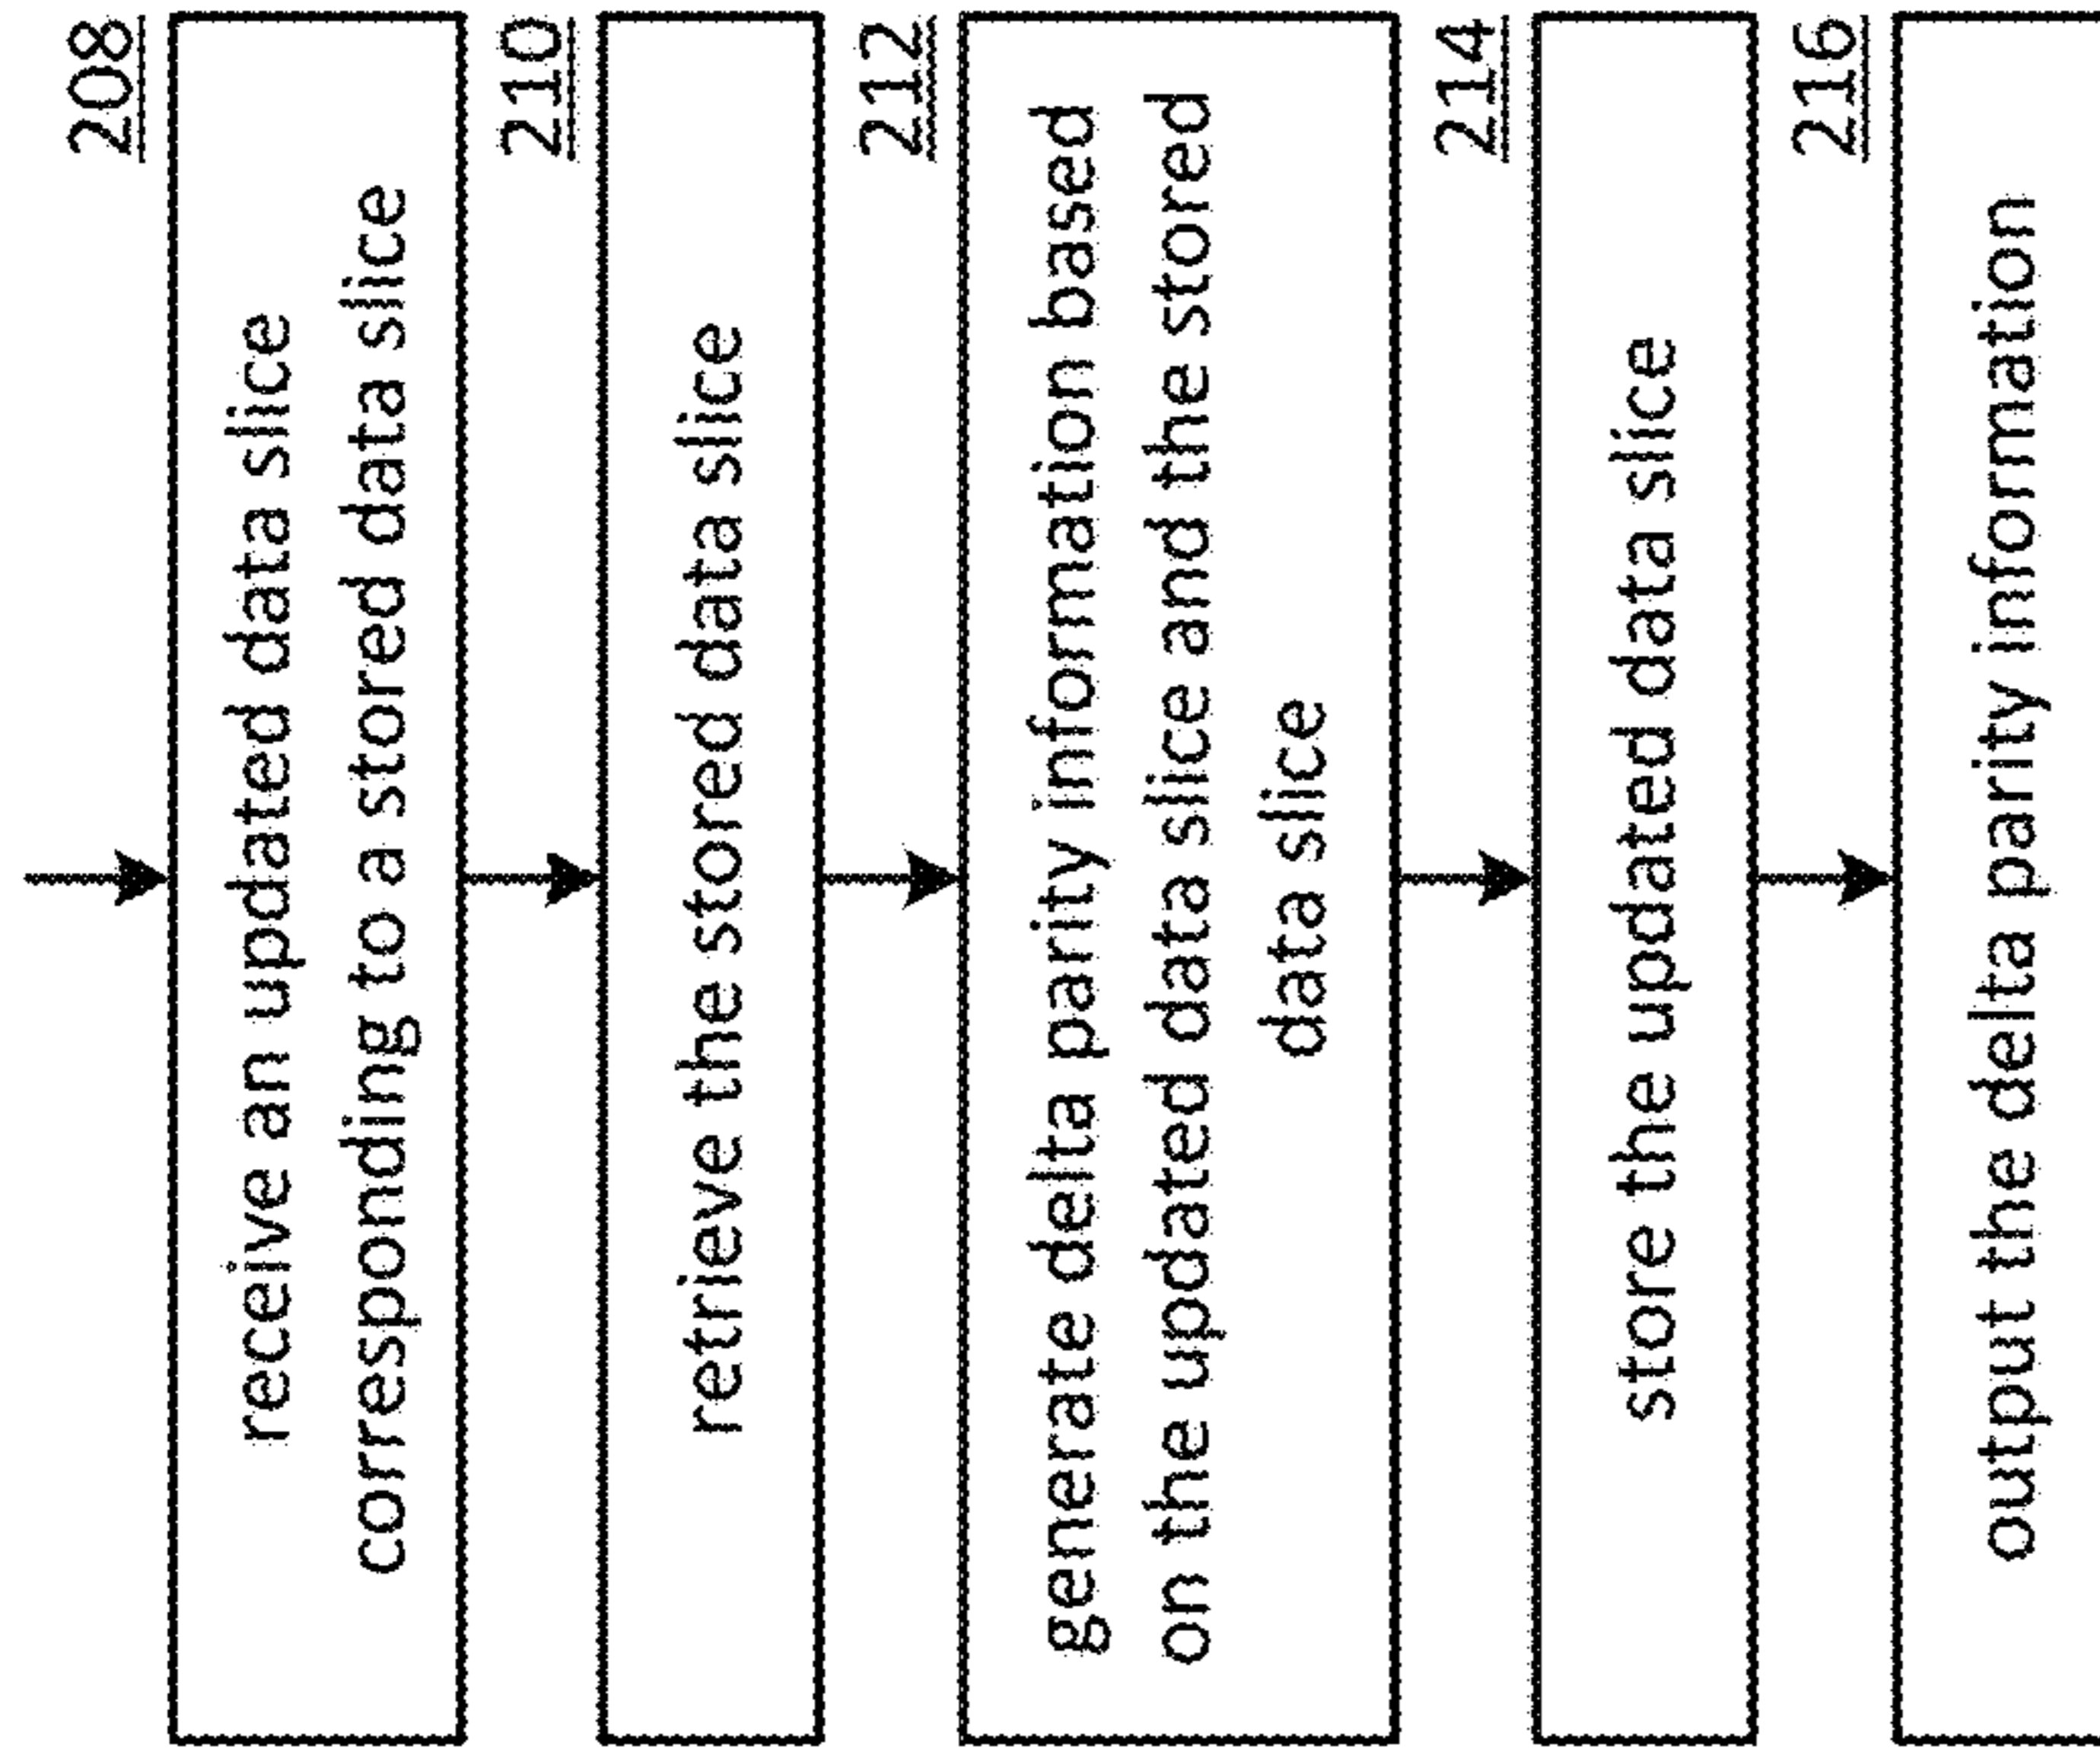 208
receive an updated data slice
corresponding to a stored data slice
210
retrieve the stored data slice
212
generate delta parity information based
on the updated data slice and the stored
data slice
214
store the updated data slice
216
output the delta parity information